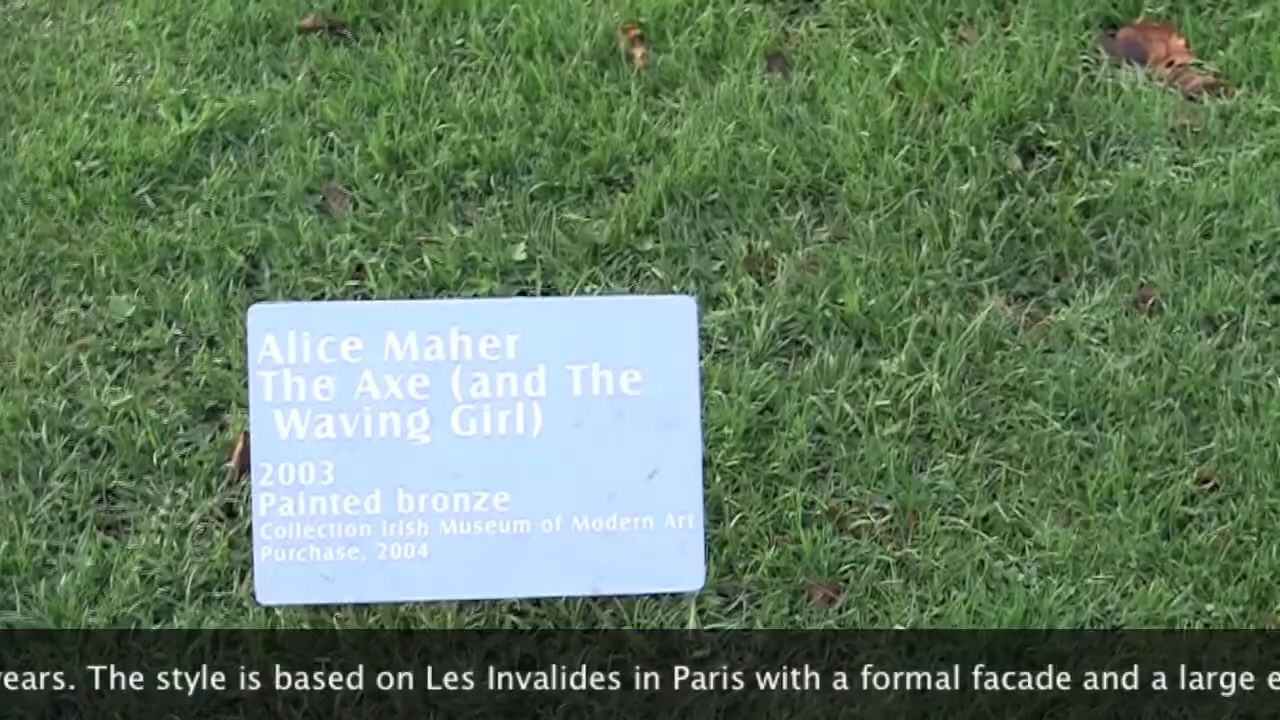 Alice Maher
The Axe (and The
Waving Girl)
2003
Painted bronze
Collection Irish Museum of Modern Art
Purchase, 2004
years. The style is based on Les Invalides in Paris with a formal facade and a large